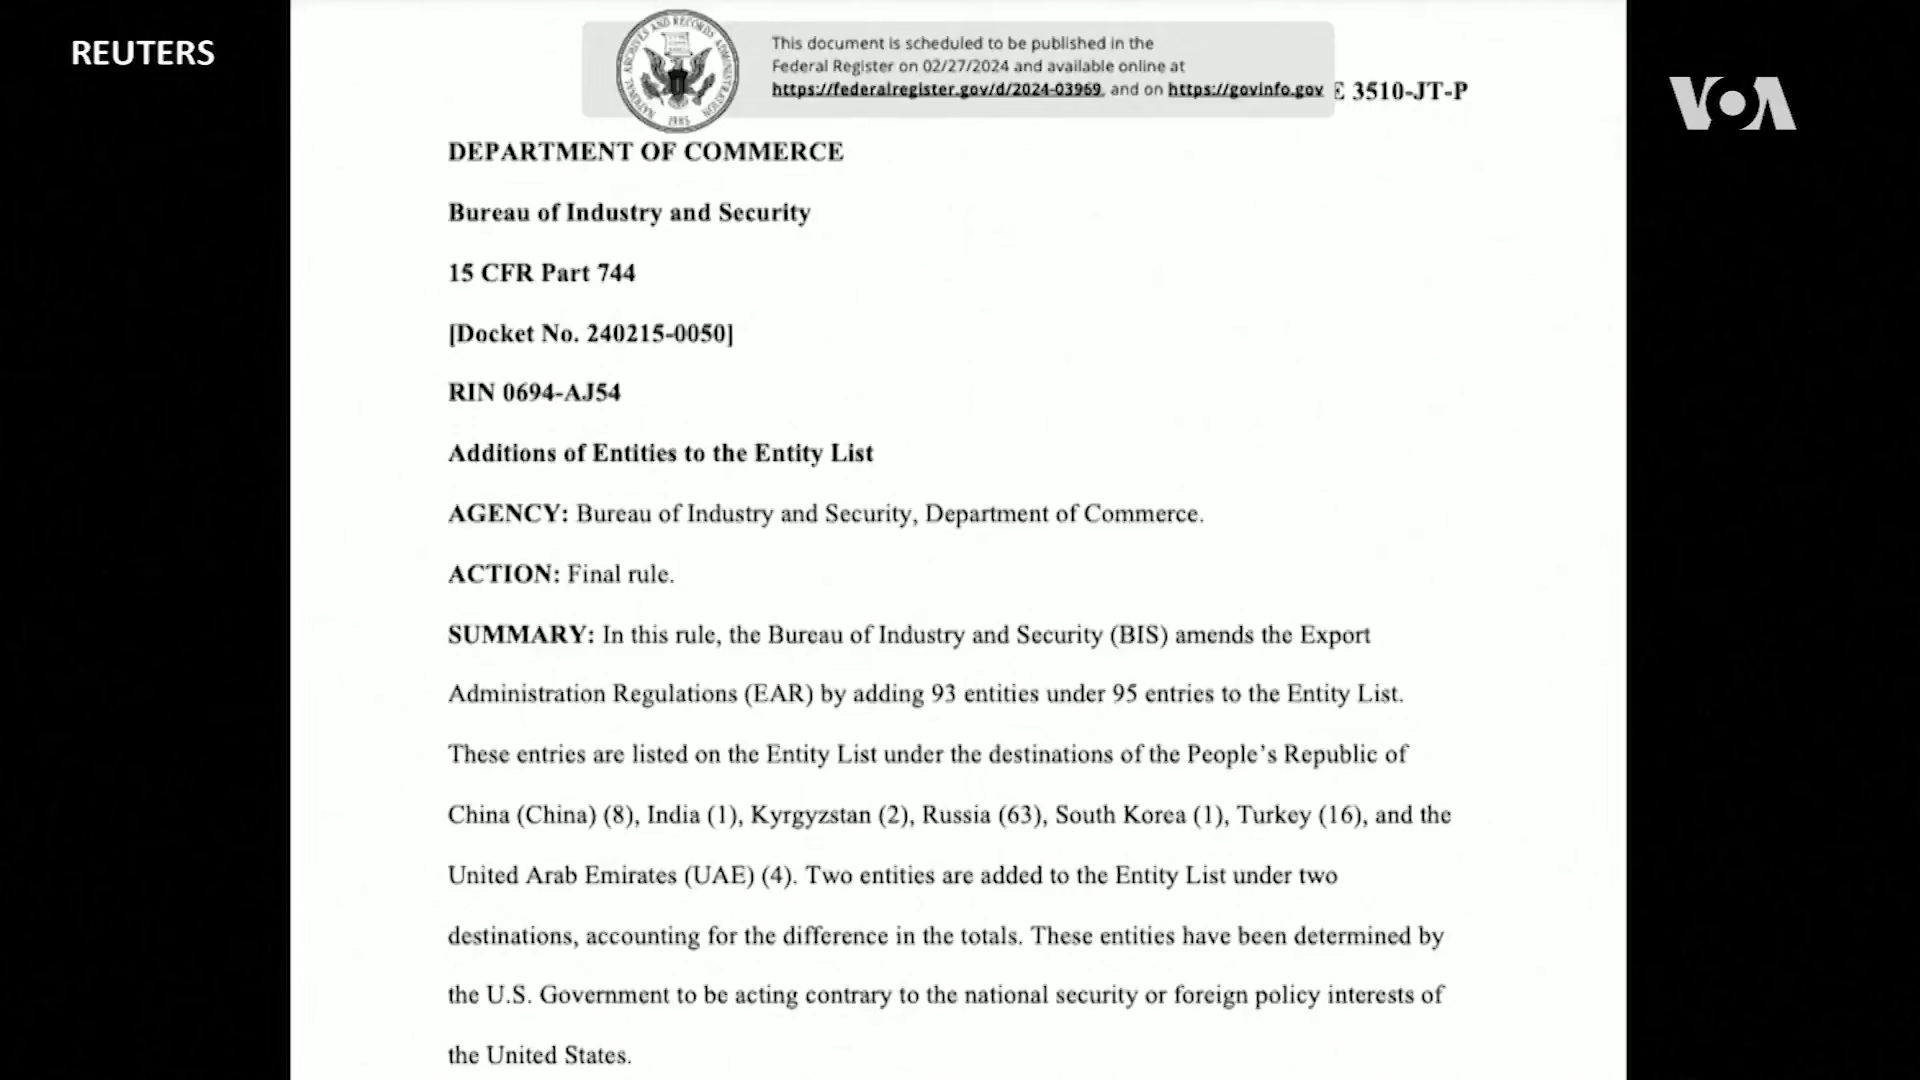 REUTERS
This document is scheduled to be published in the
Federal Register on 02/27/2024 and available online at
https://federalregister.gov/d/2024-03969, and on https://govinfo.gov
E 3510-JT-P
VOA
NATIONAL ARCHIVES AND RECORDS ADMINISTRATION
1985
DEPARTMENT OF COMMERCE
Bureau of Industry and Security
15 CFR Part 744
[Docket No. 240215-0050]
RIN 0694-AJ54
Additions of Entities to the Entity List
AGENCY: Bureau of Industry and Security, Department of Commerce.
ACTION: Final rule.
SUMMARY: In this rule, the Bureau of Industry and Security (BIS) amends the Export
Administration Regulations (EAR) by adding 93 entities under 95 entries to the Entity List.
These entries are listed on the Entity List under the destinations of the People’s Republic of
China (China) (8), India (1), Kyrgyzstan (2), Russia (63), South Korea (1), Turkey (16), and the
United Arab Emirates (UAE) (4). Two entities are added to the Entity List under two
destinations, accounting for the difference in the totals. These entities have been determined by
the U.S. Government to be acting contrary to the national security or foreign policy interests of
the United States.